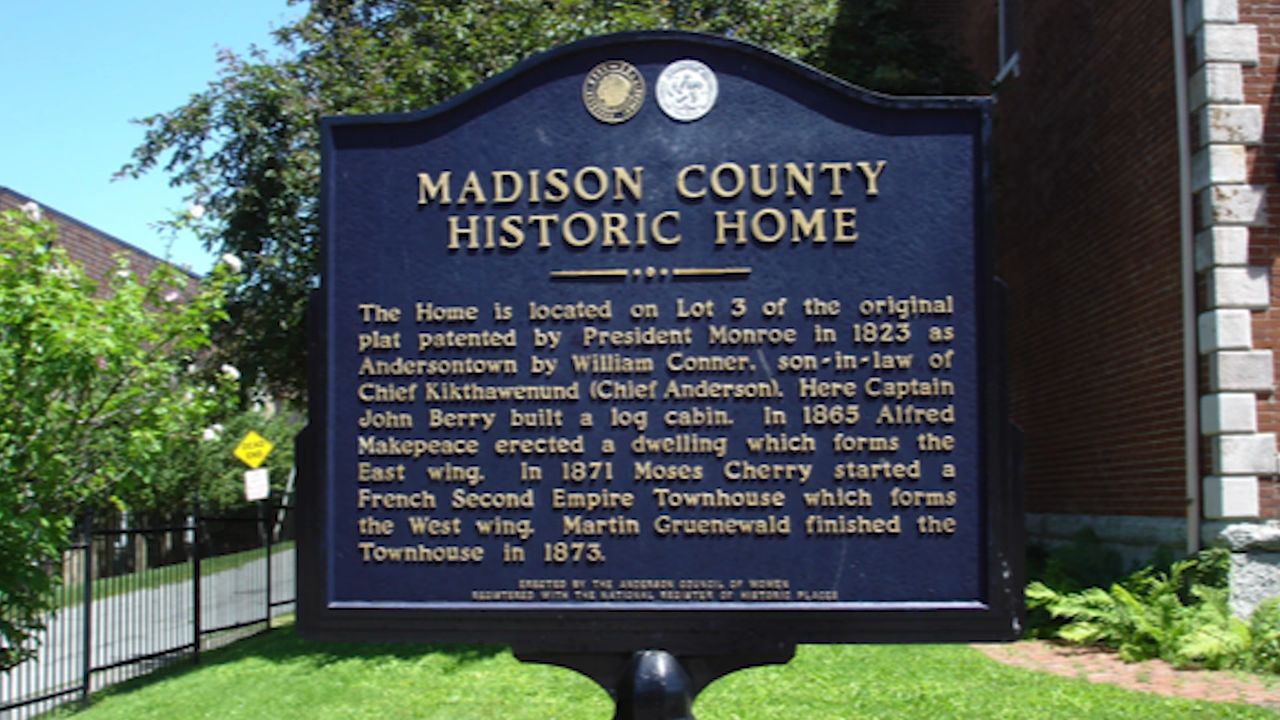 MADISON COUNTY
HISTORIC HOME
The Home is located on Lot 3 of the original
plat patented by President Monroe in 1823 as
Andersontown by William Conner, son-in-law of
Chief Kikthawenund (Chief Anderson). Here Captain
John Berry built a log cabin. In 1865 Alfred
Makepeace erected a dwelling which forms the
East wing. In 1871 Moses Cherry started a
French Second Empire Townhouse which forms
the West wing. Martin Gruenewald finished the
Townhouse in 1873.
ERECTED BY THE ANDERSON COUNCIL OF WOMEN
REGISTERED WITH THE NATIONAL REGISTER OF HISTORIC PLACES
DEAD
END